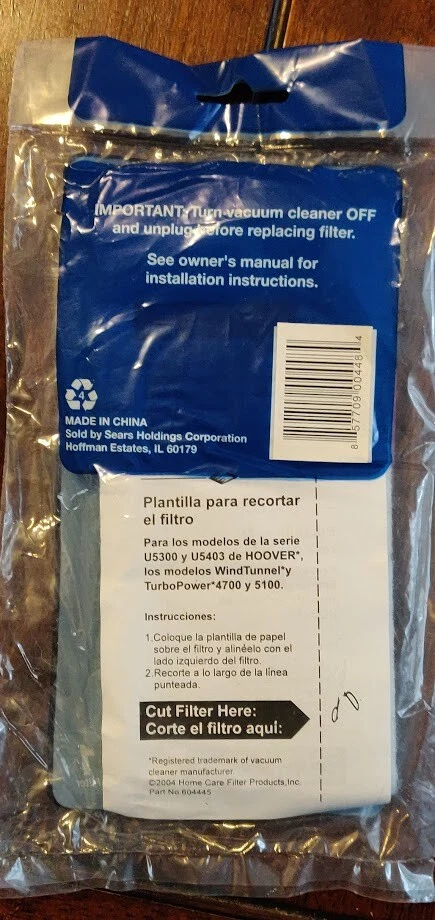 IMPORTANT: Turn vacuum cleaner OFF
and unplug before replacing filter.
See owner's manual for
installation instructions.
4
MADE IN CHINA
Sold by Sears Holdings Corporation
Hoffman Estates, IL 60179
8 57709 00448 4
Plantilla para recortar
el filtro
Para los modelos de la serie
U5300 y U5403 de HOOVER*,
los modelos WindTunnel*y
TurboPower*4700 y 5100.
Instrucciones:
1.Coloque la plantilla de papel
sobre el filtro y alinéelo con el
lado izquierdo del filtro.
2.Recorte a lo largo de la línea
punteada.
Cut Filter Here:
Corte el filtro aquí:
*Registered trademark of vacuum
cleaner manufacturer.
©2004 Home Care Filter Products,Inc.
Part No.604445